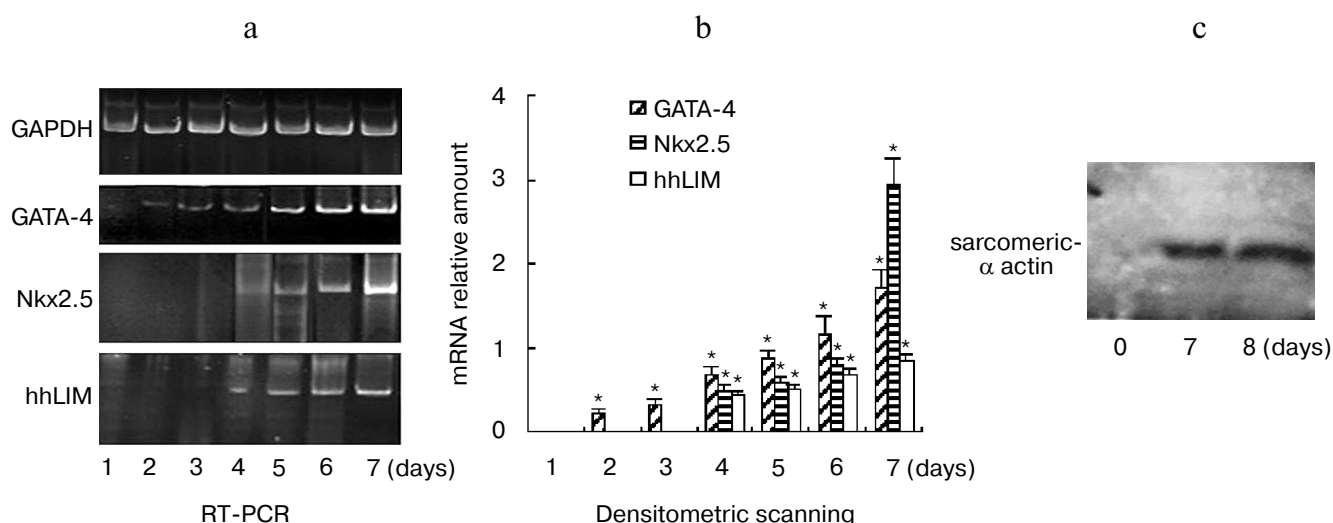 a
GAPDH
GATA-4
Nkx2.5
hhLIM
1 2 3 4 5 6 7 (days)
RT-PCR
b
mRNA relative amount
4
3
2
1
0
GATA-4
Nkx2.5
hhLIM
* * * * * * * * * * * * * *
1 2 3 4 5 6 7 (days)
Densitometric scanning
c
sarcomeric-
α actin
0 7 8 (days)